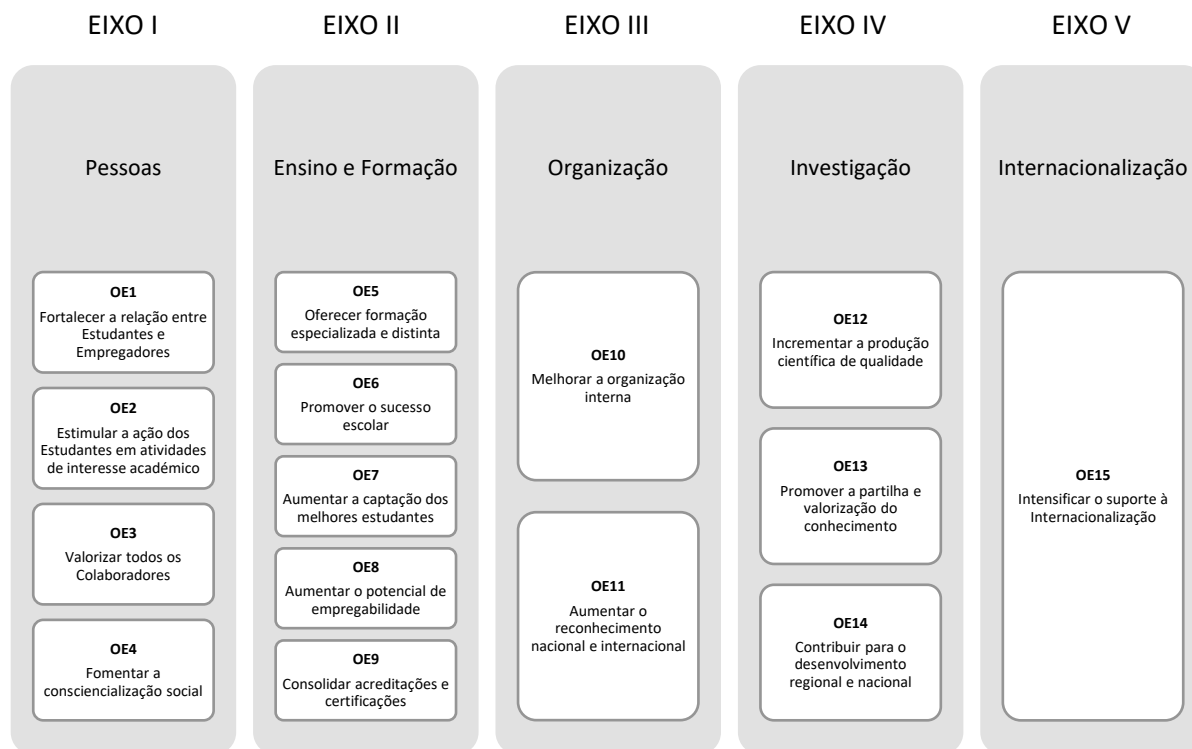 EIXO I
EIXO II
EIXO III
EIXO IV
EIXO V
Pessoas
Ensino e Formação
Organização
Investigação
Internacionalização
OE1
Fortalecer a relação entre
Estudantes e
Empregadores
OE2
Estimular a ação dos
Estudantes em atividades
de interesse académico
OE3
Valorizar todos os
Colaboradores
OE4
Fomentar a
consciencialização social
OE5
Oferecer formação
especializada e distinta
OE6
Promover o sucesso
escolar
OE7
Aumentar a captação dos
melhores estudantes
OE8
Aumentar o potencial de
empregabilidade
OE9
Consolidar acreditações e
certificações
OE10
Melhorar a organização
interna
OE11
Aumentar o
reconhecimento
nacional e internacional
OE12
Incrementar a produção
científica de qualidade
OE13
Promover a partilha e
valorização do
conhecimento
OE14
Contribuir para o
desenvolvimento
regional e nacional
OE15
Intensificar o suporte à
Internacionalização